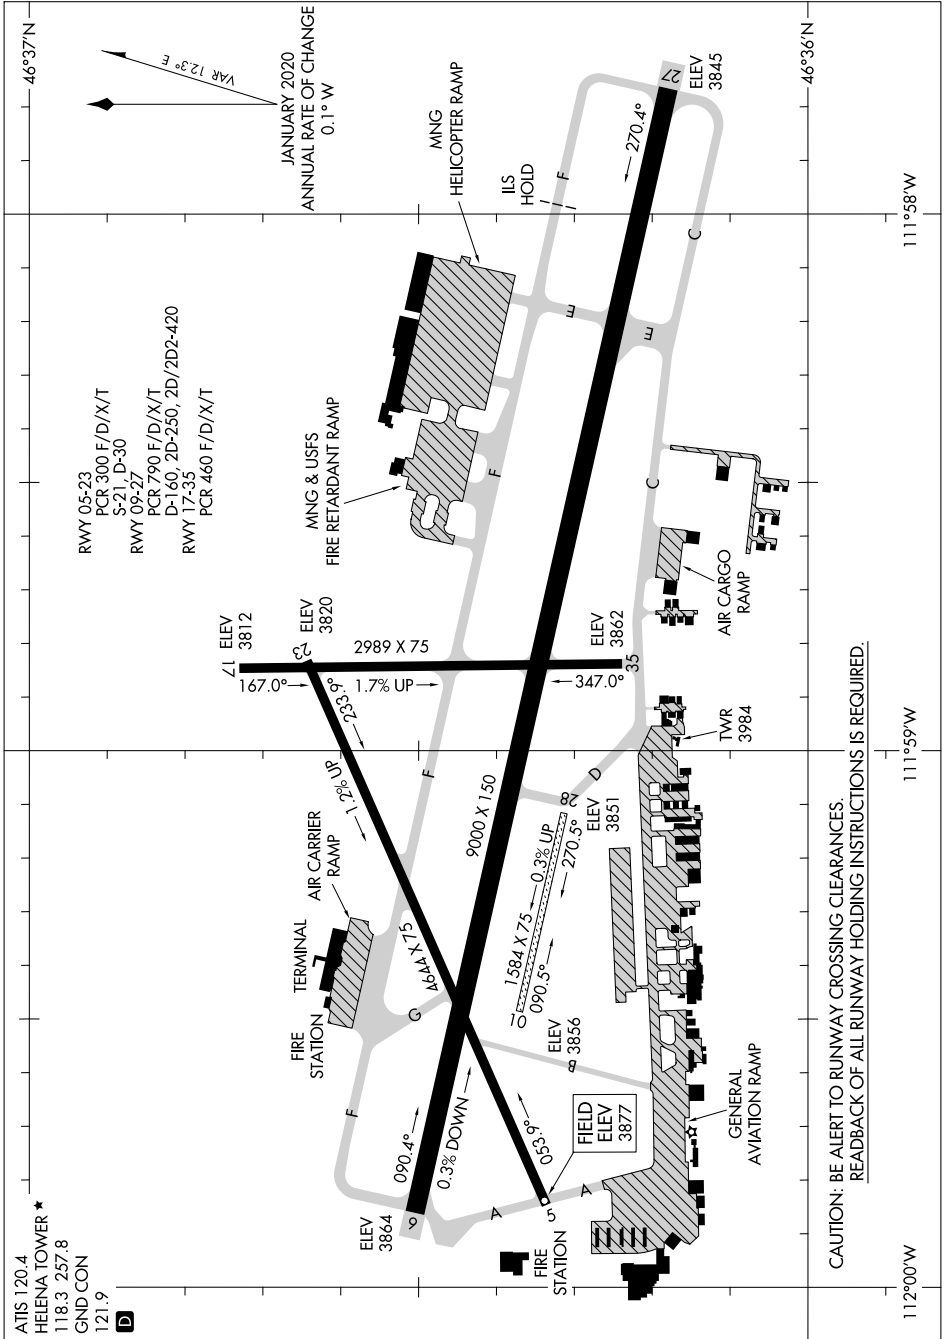 ATIS 120.4
HELENA TOWER ★
118.3 257.8
GND CON
121.9
D
46°37'N
46°36'N
VAR 12.3° E
JANUARY 2020
ANNUAL RATE OF CHANGE
0.1° W
RWY 05-23
PCR 300 F/D/X/T
S-21, D-30
RWY 09-27
PCR 790 F/D/X/T
D-160, 2D-250, 2D/2D2-420
RWY 17-35
PCR 460 F/D/X/T
MNG
HELICOPTER RAMP
ILS
HOLD
MNG & USFS
FIRE RETARDANT RAMP
ELEV
3845
27
270.4°
F
C
E
E
F
C
ELEV
3812
17
ELEV
3820
23
2989 X 75
167.0°
1.7% UP
347.0°
ELEV
3862
35
233.9°
1.2% UP
F
AIR CARGO
RAMP
TWR
3984
D
28
ELEV
3851
9000 X 150
0.3% UP
270.5°
1584 X 75
090.5°
10
ELEV
3856
AIR CARRIER
RAMP
TERMINAL
FIRE
STATION
4644 X 75
G
B
F
090.4°
0.3% DOWN
053.9°
FIELD
ELEV
3877
ELEV
3864
9
A
A
5
FIRE
STATION
GENERAL
AVIATION RAMP
111°58'W
111°59'W
112°00'W
CAUTION: BE ALERT TO RUNWAY CROSSING CLEARANCES.
READBACK OF ALL RUNWAY HOLDING INSTRUCTIONS IS REQUIRED.